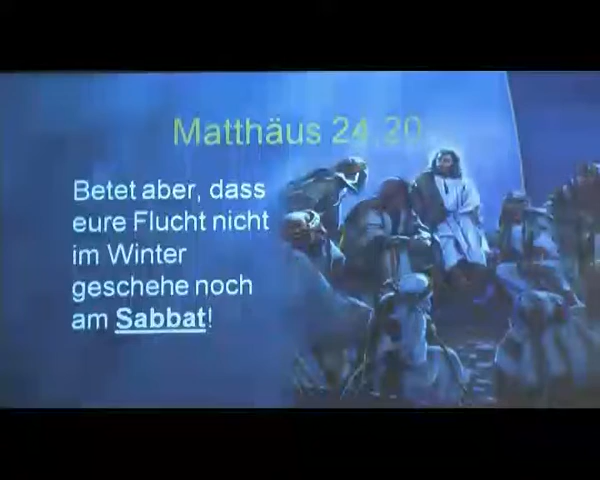 Matthäus 24,20
Betet aber, dass
eure Flucht nicht
im Winter
geschehe noch
am Sabbat!